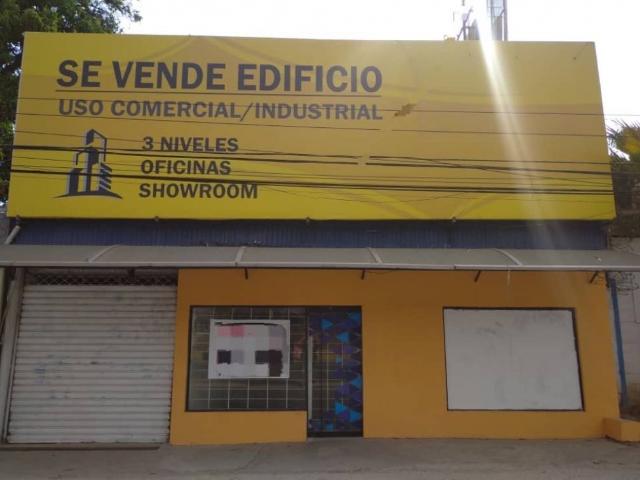 SE VENDE EDIFICIO
USO COMERCIAL/INDUSTRIAL
3 NIVELES
OFICINAS
SHOWROOM